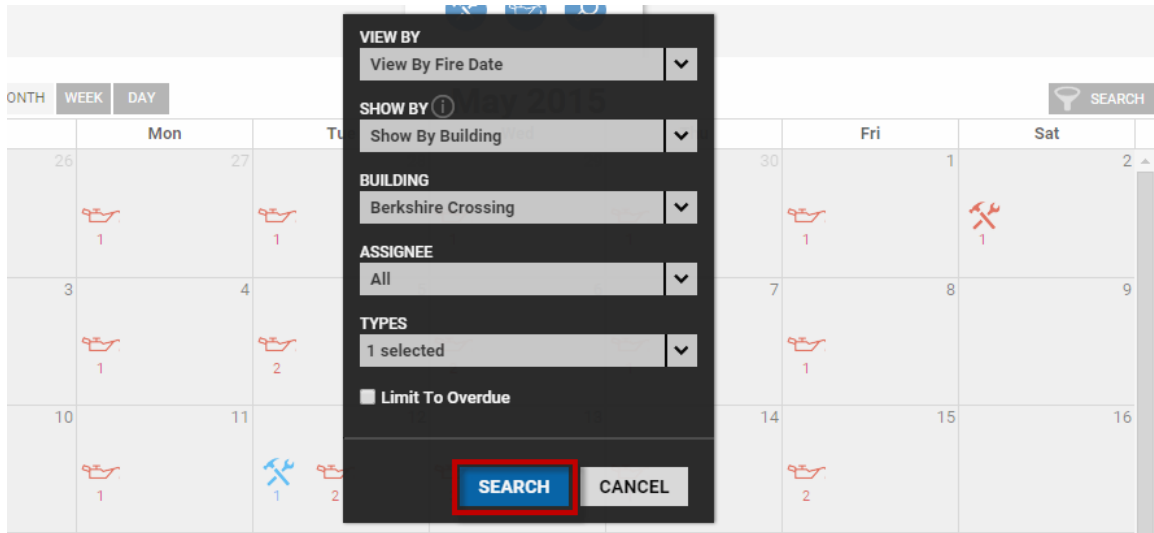 VIEW BY
View By Fire Date
SHOW BY
Show By Building
BUILDING
Berkshire Crossing
ASSIGNEE
All
TYPES
1 selected
Limit To Overdue
SEARCH CANCEL
ONTH WEEK DAY
May 2015
SEARCH
Mon Tu Fri Sat
26 27 30 1 2
1 1 1 1
3 4 7 8 9
1 2 1
10 11 14 15 16
1 1 2 2